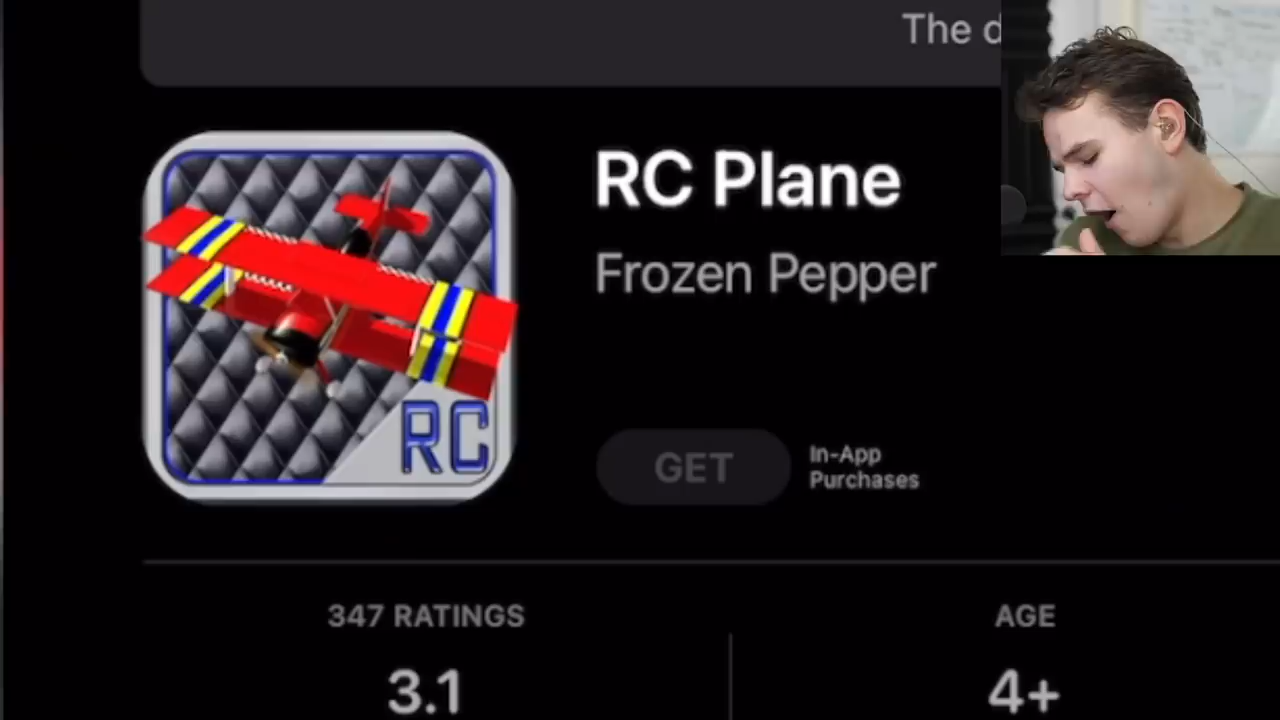 The d
RC Plane
Frozen Pepper
RC
GET
In-App
Purchases
347 RATINGS
AGE
3.1
4+